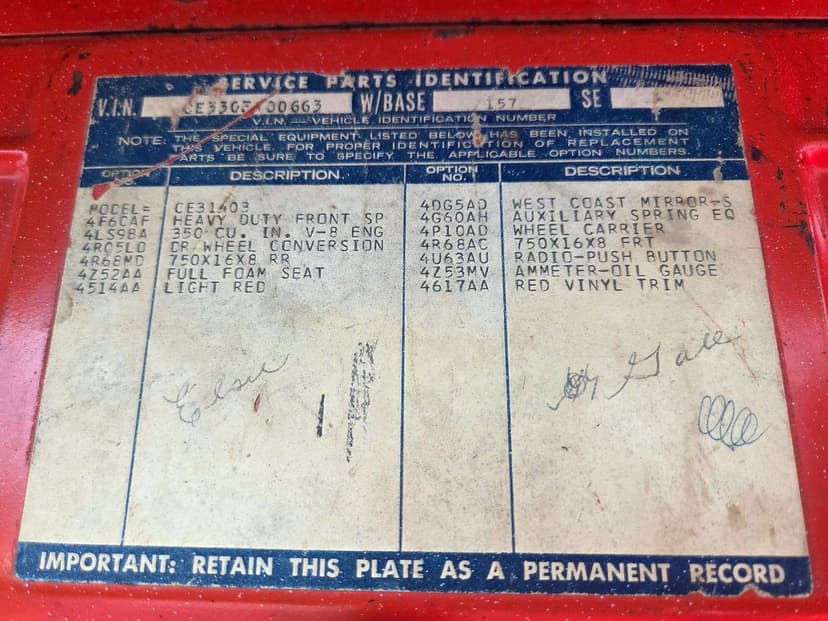 SERVICE PARTS IDENTIFICATION
V.I.N. W/BASE 157 SE
V.I.N. — VEHICLE IDENTIFICATION NUMBER
NOTE: THE SPECIAL EQUIPMENT LISTED BELOW HAS BEEN INSTALLED ON
THIS VEHICLE. FOR PROPER IDENTIFICATION OF REPLACEMENT
PARTS BE SURE TO SPECIFY THE APPLICABLE OPTION NUMBERS.
OPTION NO. DESCRIPTION OPTION NO. DESCRIPTION
MODEL= CE31403 4DG5AD WEST COAST MIRROR-S
4F6CAF HEAVY DUTY FRONT SP 4G60AH AUXILIARY SPRING EQ
4LS9BA 350 CU. IN. V-8 ENG 4P10AD WHEEL CARRIER
4R05LD DR WHEEL CONVERSION 4R68AC 750X16X8 FRT
4R68MD 750X16X8 RR 4U63AU RADIO-PUSH BUTTON
4Z52AA FULL FOAM SEAT 4Z53MV AMMETER-OIL GAUGE
4514AA LIGHT RED 4617AA RED VINYL TRIM
IMPORTANT: RETAIN THIS PLATE AS A PERMANENT RECORD